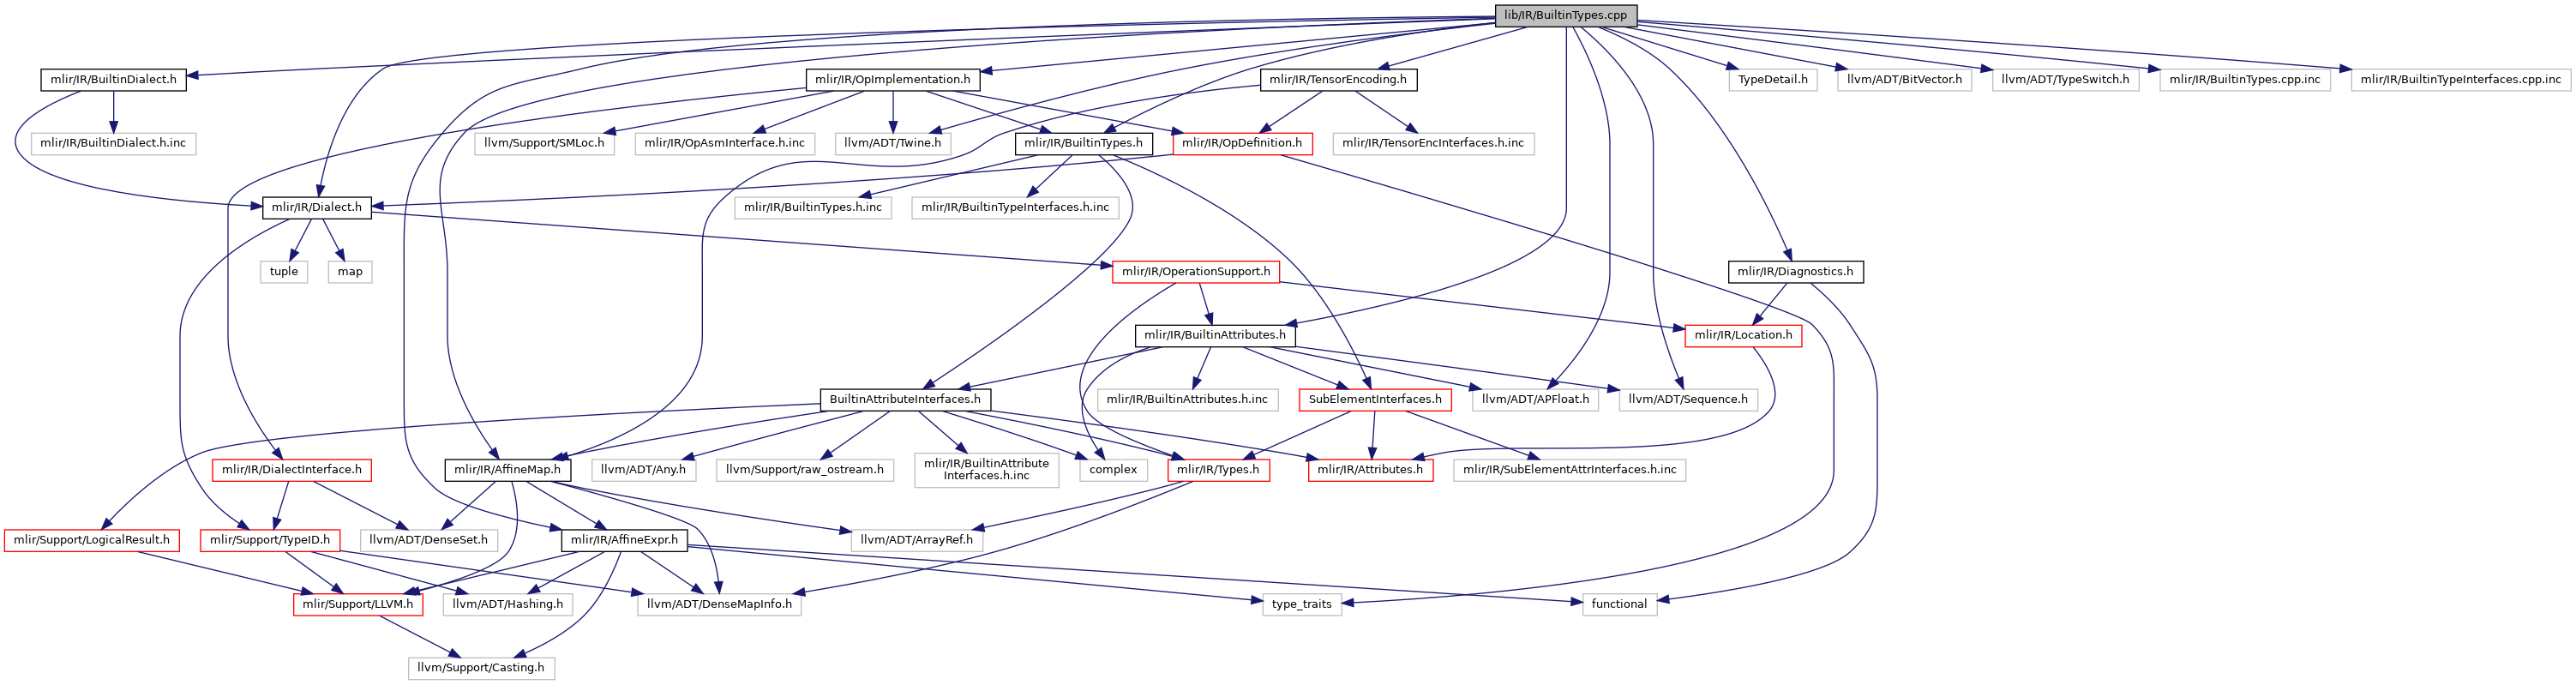 lib/IR/BuiltinTypes.cpp
mlir/IR/BuiltinDialect.h
mlir/IR/OpImplementation.h
mlir/IR/TensorEncoding.h
TypeDetail.h
llvm/ADT/BitVector.h
llvm/ADT/TypeSwitch.h
mlir/IR/BuiltinTypes.cpp.inc
mlir/IR/BuiltinTypeInterfaces.cpp.inc
mlir/IR/BuiltinDialect.h.inc
llvm/Support/SMLoc.h
mlir/IR/OpAsmInterface.h.inc
llvm/ADT/Twine.h
mlir/IR/BuiltinTypes.h
mlir/IR/OpDefinition.h
mlir/IR/TensorEncInterfaces.h.inc
mlir/IR/Dialect.h
mlir/IR/BuiltinTypes.h.inc
mlir/IR/BuiltinTypeInterfaces.h.inc
tuple
map
mlir/IR/OperationSupport.h
mlir/IR/Diagnostics.h
mlir/IR/BuiltinAttributes.h
mlir/IR/Location.h
BuiltinAttributeInterfaces.h
mlir/IR/BuiltinAttributes.h.inc
SubElementInterfaces.h
llvm/ADT/APFloat.h
llvm/ADT/Sequence.h
mlir/IR/DialectInterface.h
mlir/IR/AffineMap.h
llvm/ADT/Any.h
llvm/Support/raw_ostream.h
mlir/IR/BuiltinAttribute
Interfaces.h.inc
complex
mlir/IR/Types.h
mlir/IR/Attributes.h
mlir/IR/SubElementAttrInterfaces.h.inc
mlir/Support/LogicalResult.h
mlir/Support/TypeID.h
llvm/ADT/DenseSet.h
mlir/IR/AffineExpr.h
llvm/ADT/ArrayRef.h
mlir/Support/LLVM.h
llvm/ADT/Hashing.h
llvm/ADT/DenseMapInfo.h
type_traits
functional
llvm/Support/Casting.h